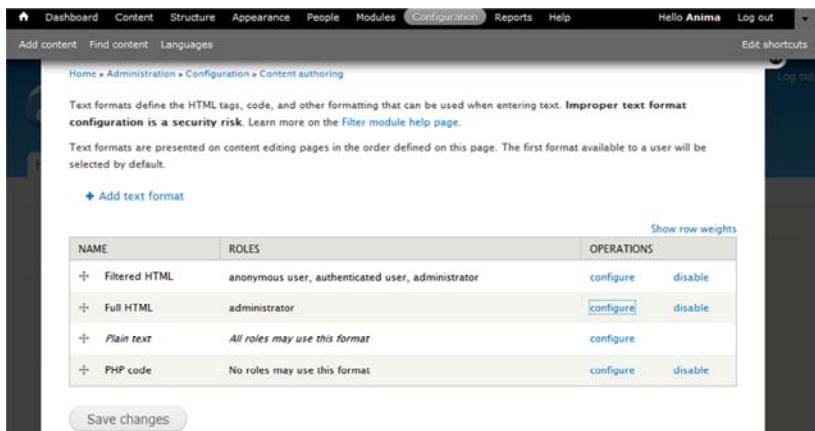 Dashboard Content Structure Appearance People Modules Configuration Reports Help Hello Anima Log out
Add content Find content Languages Edit shortcuts
Log out
Home » Administration » Configuration » Content authoring
Text formats define the HTML tags, code, and other formatting that can be used when entering text. Improper text format
configuration is a security risk. Learn more on the Filter module help page.
Text formats are presented on content editing pages in the order defined on this page. The first format available to a user will be
selected by default.
+ Add text format
Show row weights
NAME ROLES OPERATIONS
Filtered HTML anonymous user, authenticated user, administrator configure disable
Full HTML administrator configure disable
Plain text All roles may use this format configure
PHP code No roles may use this format configure disable
Save changes